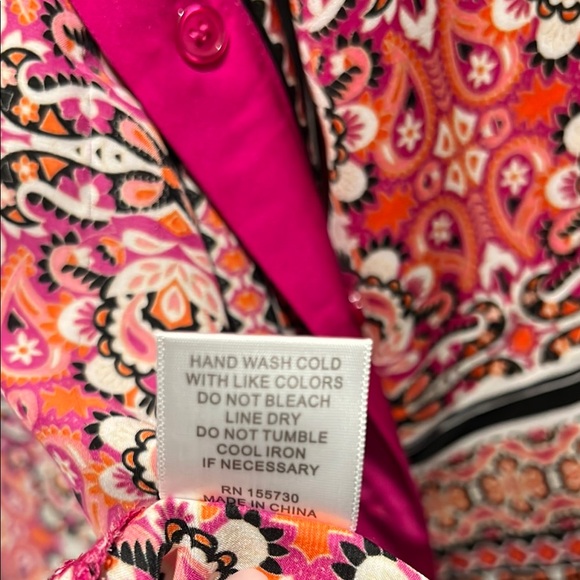 HAND WASH COLD
WITH LIKE COLORS
DO NOT BLEACH
LINE DRY
DO NOT TUMBLE
COOL IRON
IF NECESSARY
RN 155730
MADE IN CHINA